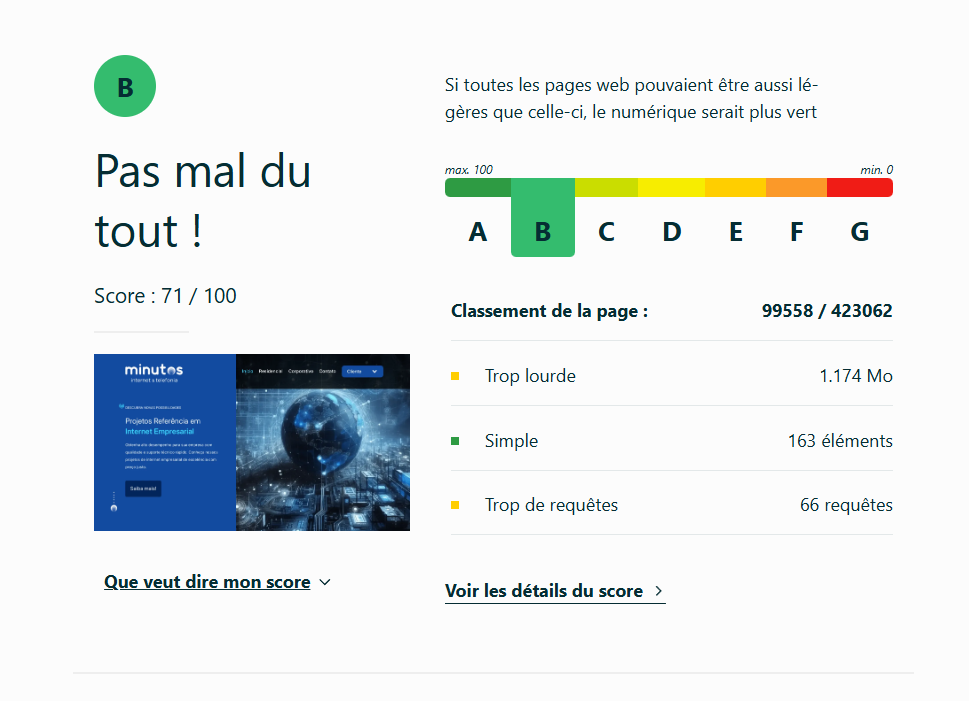 B
Pas mal du
tout !
Score : 71 / 100
minutos
internet e telefonia
Projetos Referência em
Internet Empresarial
Saiba mais!
Início Residencial Corporativo Contato Cliente
Que veut dire mon score
Si toutes les pages web pouvaient être aussi lé-
gères que celle-ci, le numérique serait plus vert
max. 100 min. 0
A B C D E F G
Classement de la page : 99558 / 423062
Trop lourde 1.174 Mo
Simple 163 éléments
Trop de requêtes 66 requêtes
Voir les détails du score